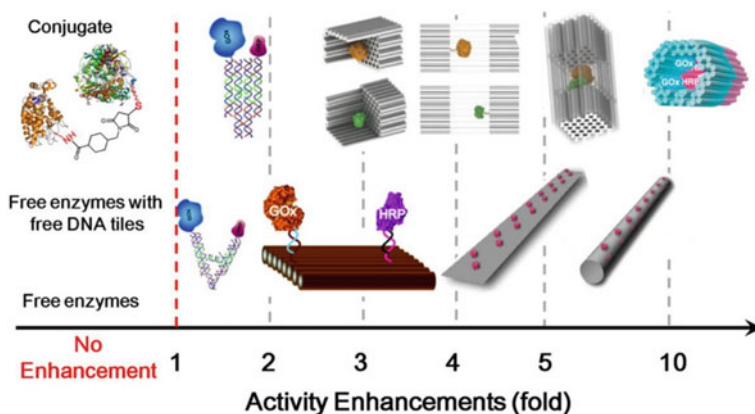 Conjugate
GOx
GOx HRP
Free enzymes with
free DNA tiles
GOx
HRP
Free enzymes
No
Enhancement
1 2 3 4 5 10
Activity Enhancements (fold)